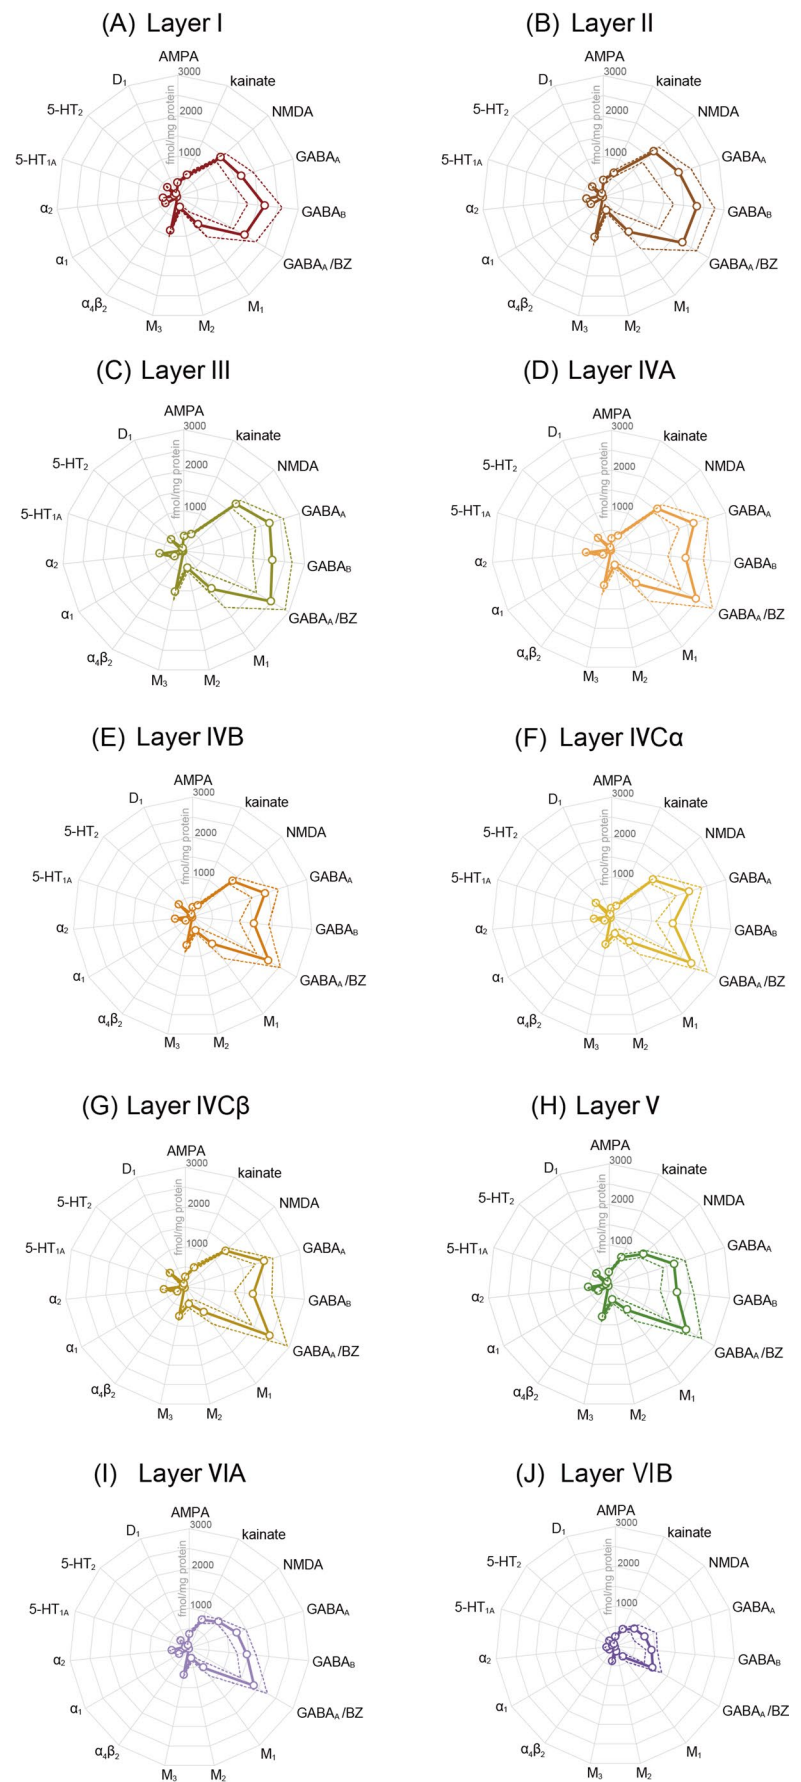 (A) Layer I
AMPA
3000
2000
1000
fmol/mg protein
kainate
NMDA
GABAA
GABAB
GABAA/BZ
M1
M2
M3
α4β2
α1
α2
5-HT1A
5-HT2
D1
(B) Layer II
AMPA
3000
2000
1000
fmol/mg protein
kainate
NMDA
GABAA
GABAB
GABAA/BZ
M1
M2
M3
α4β2
α1
α2
5-HT1A
5-HT2
D1
(C) Layer III
AMPA
3000
2000
1000
fmol/mg protein
kainate
NMDA
GABAA
GABAB
GABAA/BZ
M1
M2
M3
α4β2
α1
α2
5-HT1A
5-HT2
D1
(D) Layer IVA
AMPA
3000
2000
1000
fmol/mg protein
kainate
NMDA
GABAA
GABAB
GABAA/BZ
M1
M2
M3
α4β2
α1
α2
5-HT1A
5-HT2
D1
(E) Layer IVB
AMPA
3000
2000
1000
fmol/mg protein
kainate
NMDA
GABAA
GABAB
GABAA/BZ
M1
M2
M3
α4β2
α1
α2
5-HT1A
5-HT2
D1
(F) Layer IVCα
AMPA
3000
2000
1000
fmol/mg protein
kainate
NMDA
GABAA
GABAB
GABAA/BZ
M1
M2
M3
α4β2
α1
α2
5-HT1A
5-HT2
D1
(G) Layer IVCβ
AMPA
3000
2000
1000
fmol/mg protein
kainate
NMDA
GABAA
GABAB
GABAA/BZ
M1
M2
M3
α4β2
α1
α2
5-HT1A
5-HT2
D1
(H) Layer V
AMPA
3000
2000
1000
fmol/mg protein
kainate
NMDA
GABAA
GABAB
GABAA/BZ
M1
M2
M3
α4β2
α1
α2
5-HT1A
5-HT2
D1
(I) Layer VIA
AMPA
3000
2000
1000
fmol/mg protein
kainate
NMDA
GABAA
GABAB
GABAA/BZ
M1
M2
M3
α4β2
α1
α2
5-HT1A
5-HT2
D1
(J) Layer VIB
AMPA
3000
2000
1000
fmol/mg protein
kainate
NMDA
GABAA
GABAB
GABAA/BZ
M1
M2
M3
α4β2
α1
α2
5-HT1A
5-HT2
D1